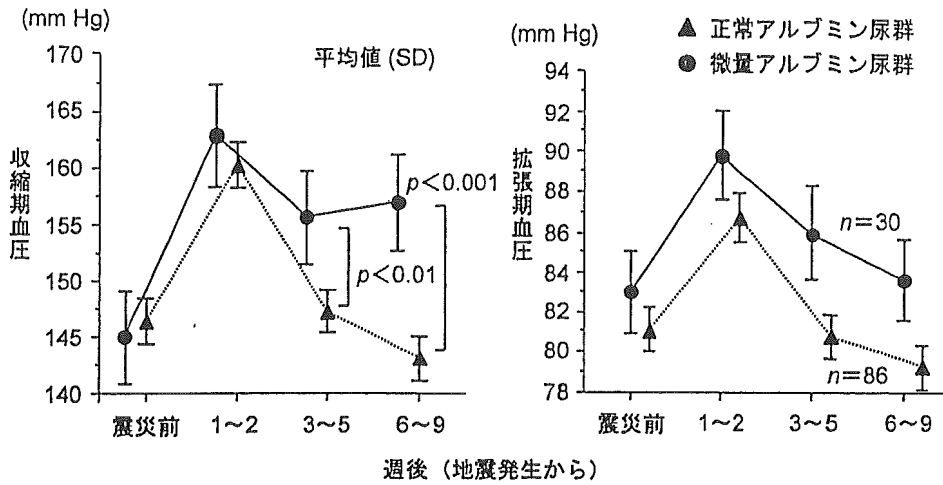 (mm Hg)
170
165
160
155
150
145
140
収縮期血圧
平均値 (SD)
p＜0.001
p＜0.01
震災前
1〜2
3〜5
6〜9
(mm Hg)
94
92
90
88
86
84
82
80
78
拡張期血圧
▲ 正常アルブミン尿群
● 微量アルブミン尿群
n＝30
n＝86
震災前
1〜2
3〜5
6〜9
週後（地震発生から）